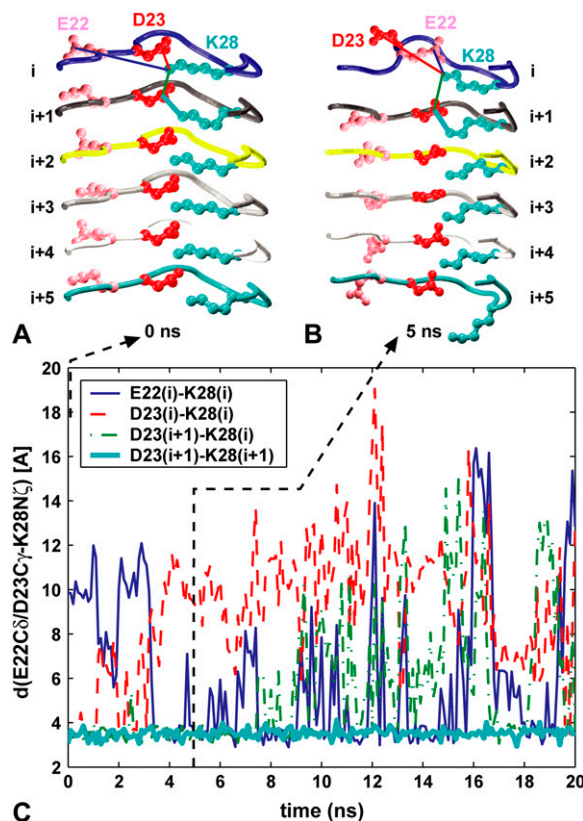 E22
D23
K28
i
i+1
i+2
i+3
i+4
i+5
A
0 ns
D23
E22
K28
i
i+1
i+2
i+3
i+4
i+5
B
5 ns
E22(i)-K28(i)
D23(i)-K28(i)
D23(i+1)-K28(i)
D23(i+1)-K28(i+1)
d(E22Cδ/D23Cγ-K28Nζ) [A]
20
18
16
14
12
10
8
6
4
2
0 2 4 6 8 10 12 14 16 18 20
time (ns)
C